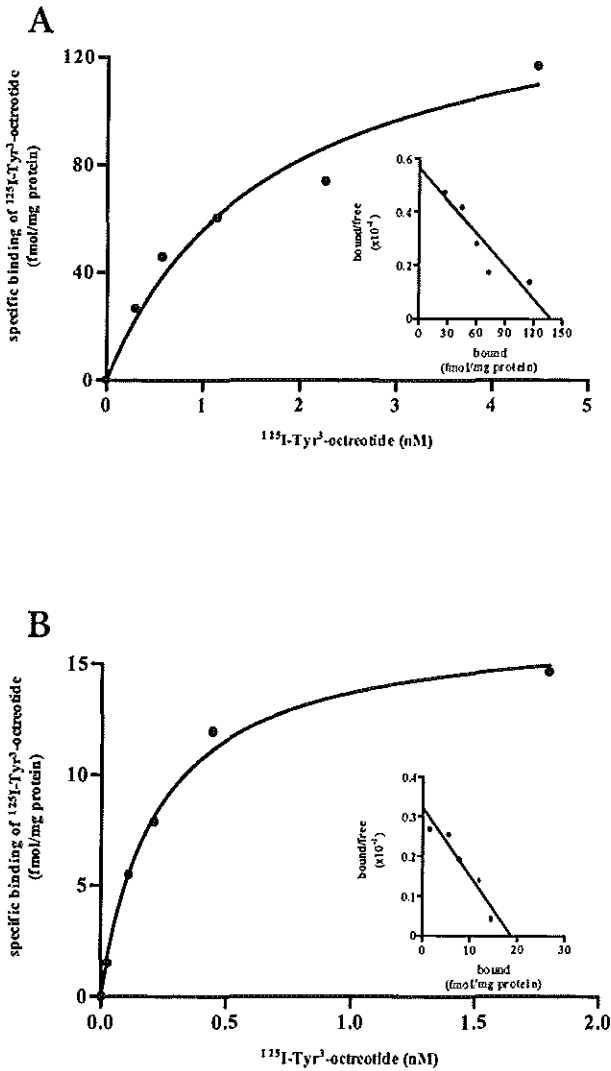 A
specific binding of ¹²⁵I-Tyr³-octreotide
(fmol/mg protein)
120
80
40
0
0
1
2
3
4
5
¹²⁵I-Tyr³-octreotide (nM)
bound/free
(x10⁻¹)
0.6
0.4
0.2
0
0
30
60
90
120
150
bound
(fmol/mg protein)
B
specific binding of ¹²⁵I-Tyr³-octreotide
(fmol/mg protein)
15
10
5
0
0.0
0.5
1.0
1.5
2.0
¹²⁵I-Tyr³-octreotide (nM)
bound/free
0.4
0.3
0.2
0.1
0
0
10
20
30
bound
(fmol/mg protein)